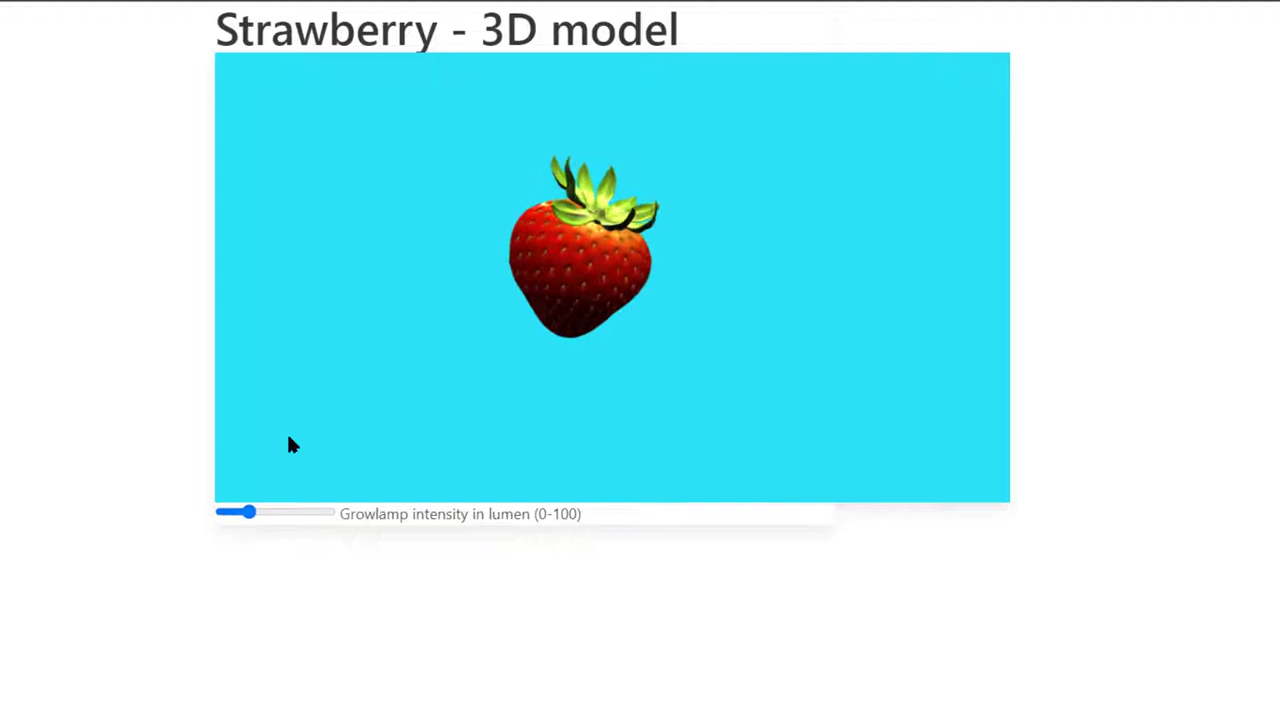 Strawberry - 3D model
Growlamp intensity in lumen (0-100)